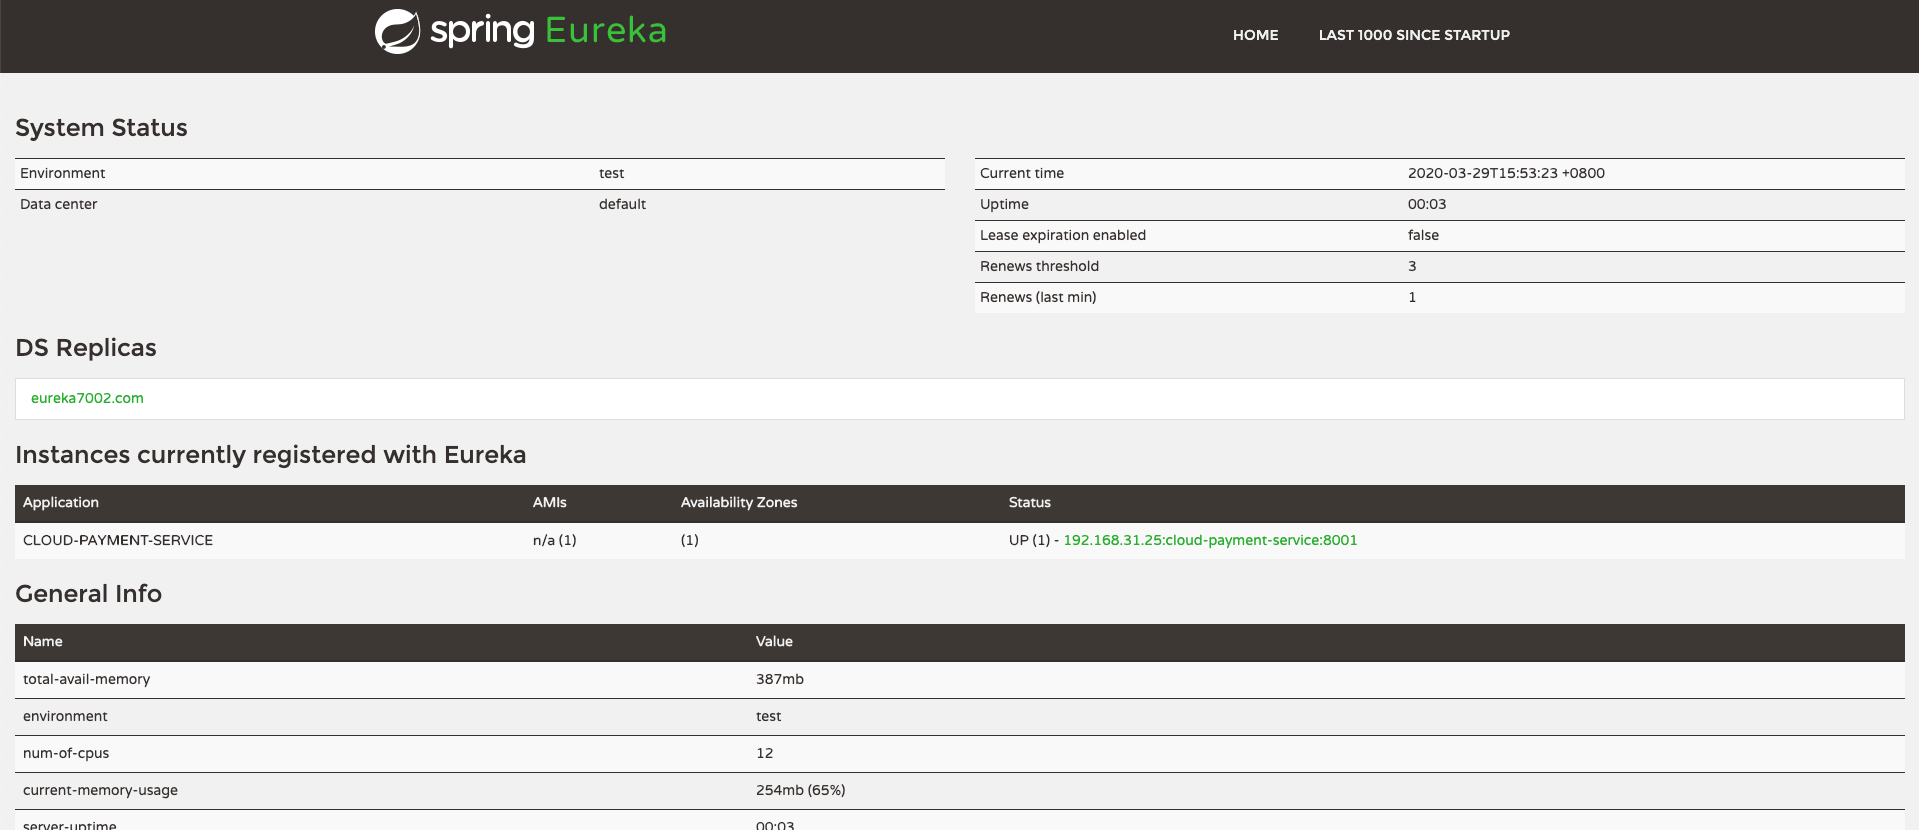 spring Eureka
HOME LAST 1000 SINCE STARTUP
System Status
Environment test
Data center default
Current time 2020-03-29T15:53:23 +0800
Uptime 00:03
Lease expiration enabled false
Renews threshold 3
Renews (last min) 1
DS Replicas
eureka7002.com
Instances currently registered with Eureka
Application AMIs Availability Zones Status
CLOUD-PAYMENT-SERVICE n/a (1) (1) UP (1) - 192.168.31.25:cloud-payment-service:8001
General Info
Name Value
total-avail-memory 387mb
environment test
num-of-cpus 12
current-memory-usage 254mb (65%)
server-uptime 00:03